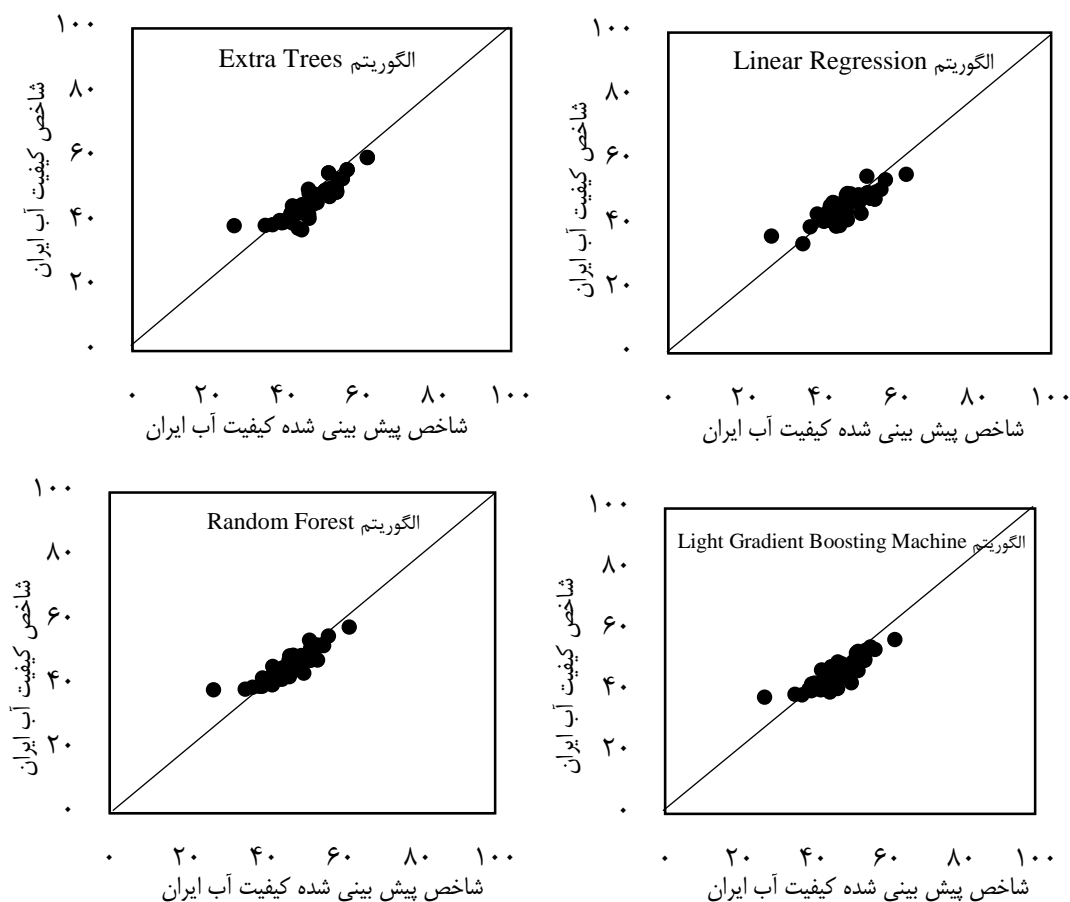 الگوریتم Extra Trees
شاخص کیفیت آب ایران
۱۰۰
۸۰
۶۰
۴۰
۲۰
۰
۰ ۲۰ ۴۰ ۶۰ ۸۰ ۱۰۰
شاخص پیش بینی شده کیفیت آب ایران
الگوریتم Linear Regression
شاخص کیفیت آب ایران
۱۰۰
۸۰
۶۰
۴۰
۲۰
۰
۰ ۲۰ ۴۰ ۶۰ ۸۰ ۱۰۰
شاخص پیش بینی شده کیفیت آب ایران
الگوریتم Random Forest
شاخص کیفیت آب ایران
۱۰۰
۸۰
۶۰
۴۰
۲۰
۰
۰ ۲۰ ۴۰ ۶۰ ۸۰ ۱۰۰
شاخص پیش بینی شده کیفیت آب ایران
الگوریتم Light Gradient Boosting Machine
شاخص کیفیت آب ایران
۱۰۰
۸۰
۶۰
۴۰
۲۰
۰
۰ ۲۰ ۴۰ ۶۰ ۸۰ ۱۰۰
شاخص پیش بینی شده کیفیت آب ایران